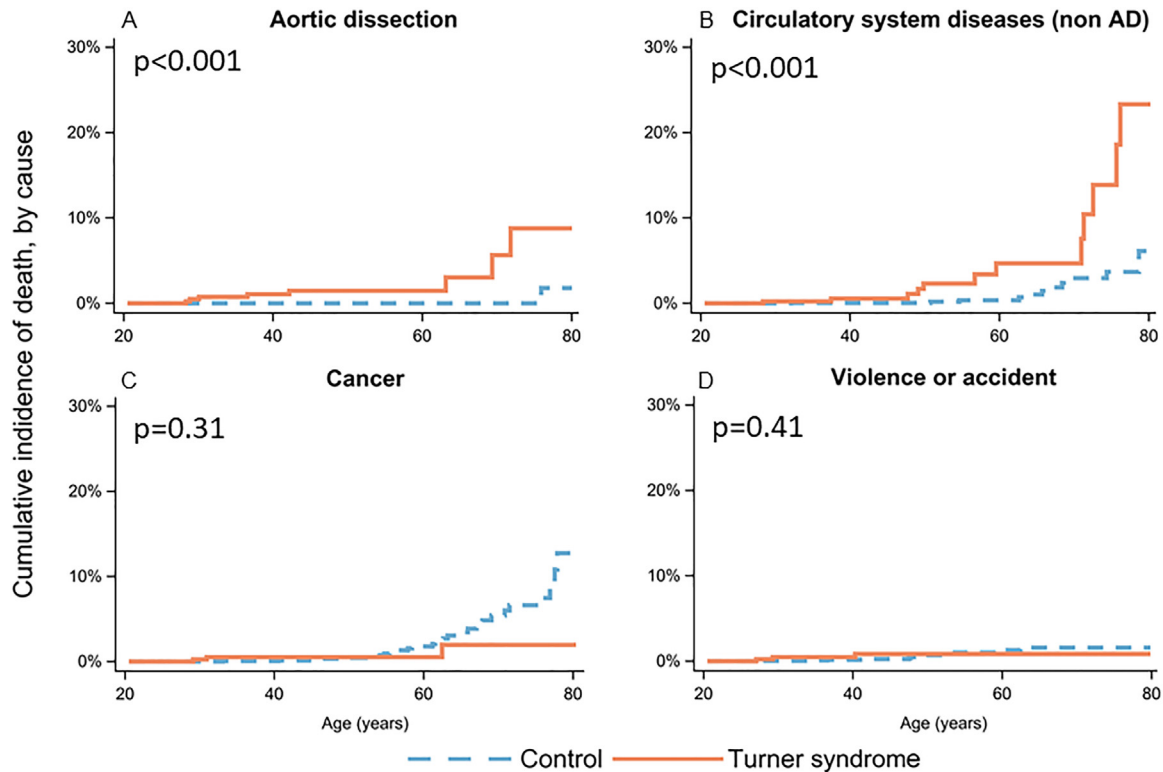 A Aortic dissection
p<0.001
30%
20%
10%
0%
20 40 60 80
B Circulatory system diseases (non AD)
p<0.001
30%
20%
10%
0%
20 40 60 80
Cumulative indidence of death, by cause
C Cancer
p=0.31
30%
20%
10%
0%
20 40 60 80
Age (years)
D Violence or accident
p=0.41
30%
20%
10%
0%
20 40 60 80
Age (years)
Control Turner syndrome